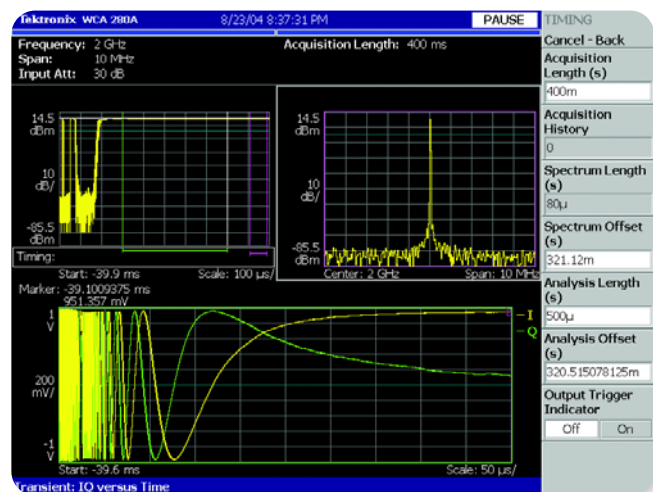 Tektronix WCA 280A
8/23/04 8:37:31 PM
PAUSE
TIMING
Frequency: 2 GHz
Span: 10 MHz
Input Att: 30 dB
Acquisition Length: 400 ms
Cancel - Back
Acquisition
Length (s)
400m
Acquisition
History
0
Spectrum Length
(s)
80µ
Spectrum Offset
(s)
321.12m
Analysis Length
(s)
500µ
Analysis Offset
(s)
320.515078125m
Output Trigger
Indicator
Off On
14.5
dBm
10
dB/
-85.5
dBm
Timing:
Start: -39.9 ms
Scale: 100 µs/
14.5
dBm
10
dB/
-85.5
dBm
Center: 2 GHz
Span: 10 MHz
Marker: -39.1009375 ms
951.357 mV
1
V
200
mV/
-1
V
-I
-Q
Start: -39.6 ms
Scale: 50 µs/
Transient: IQ versus Time